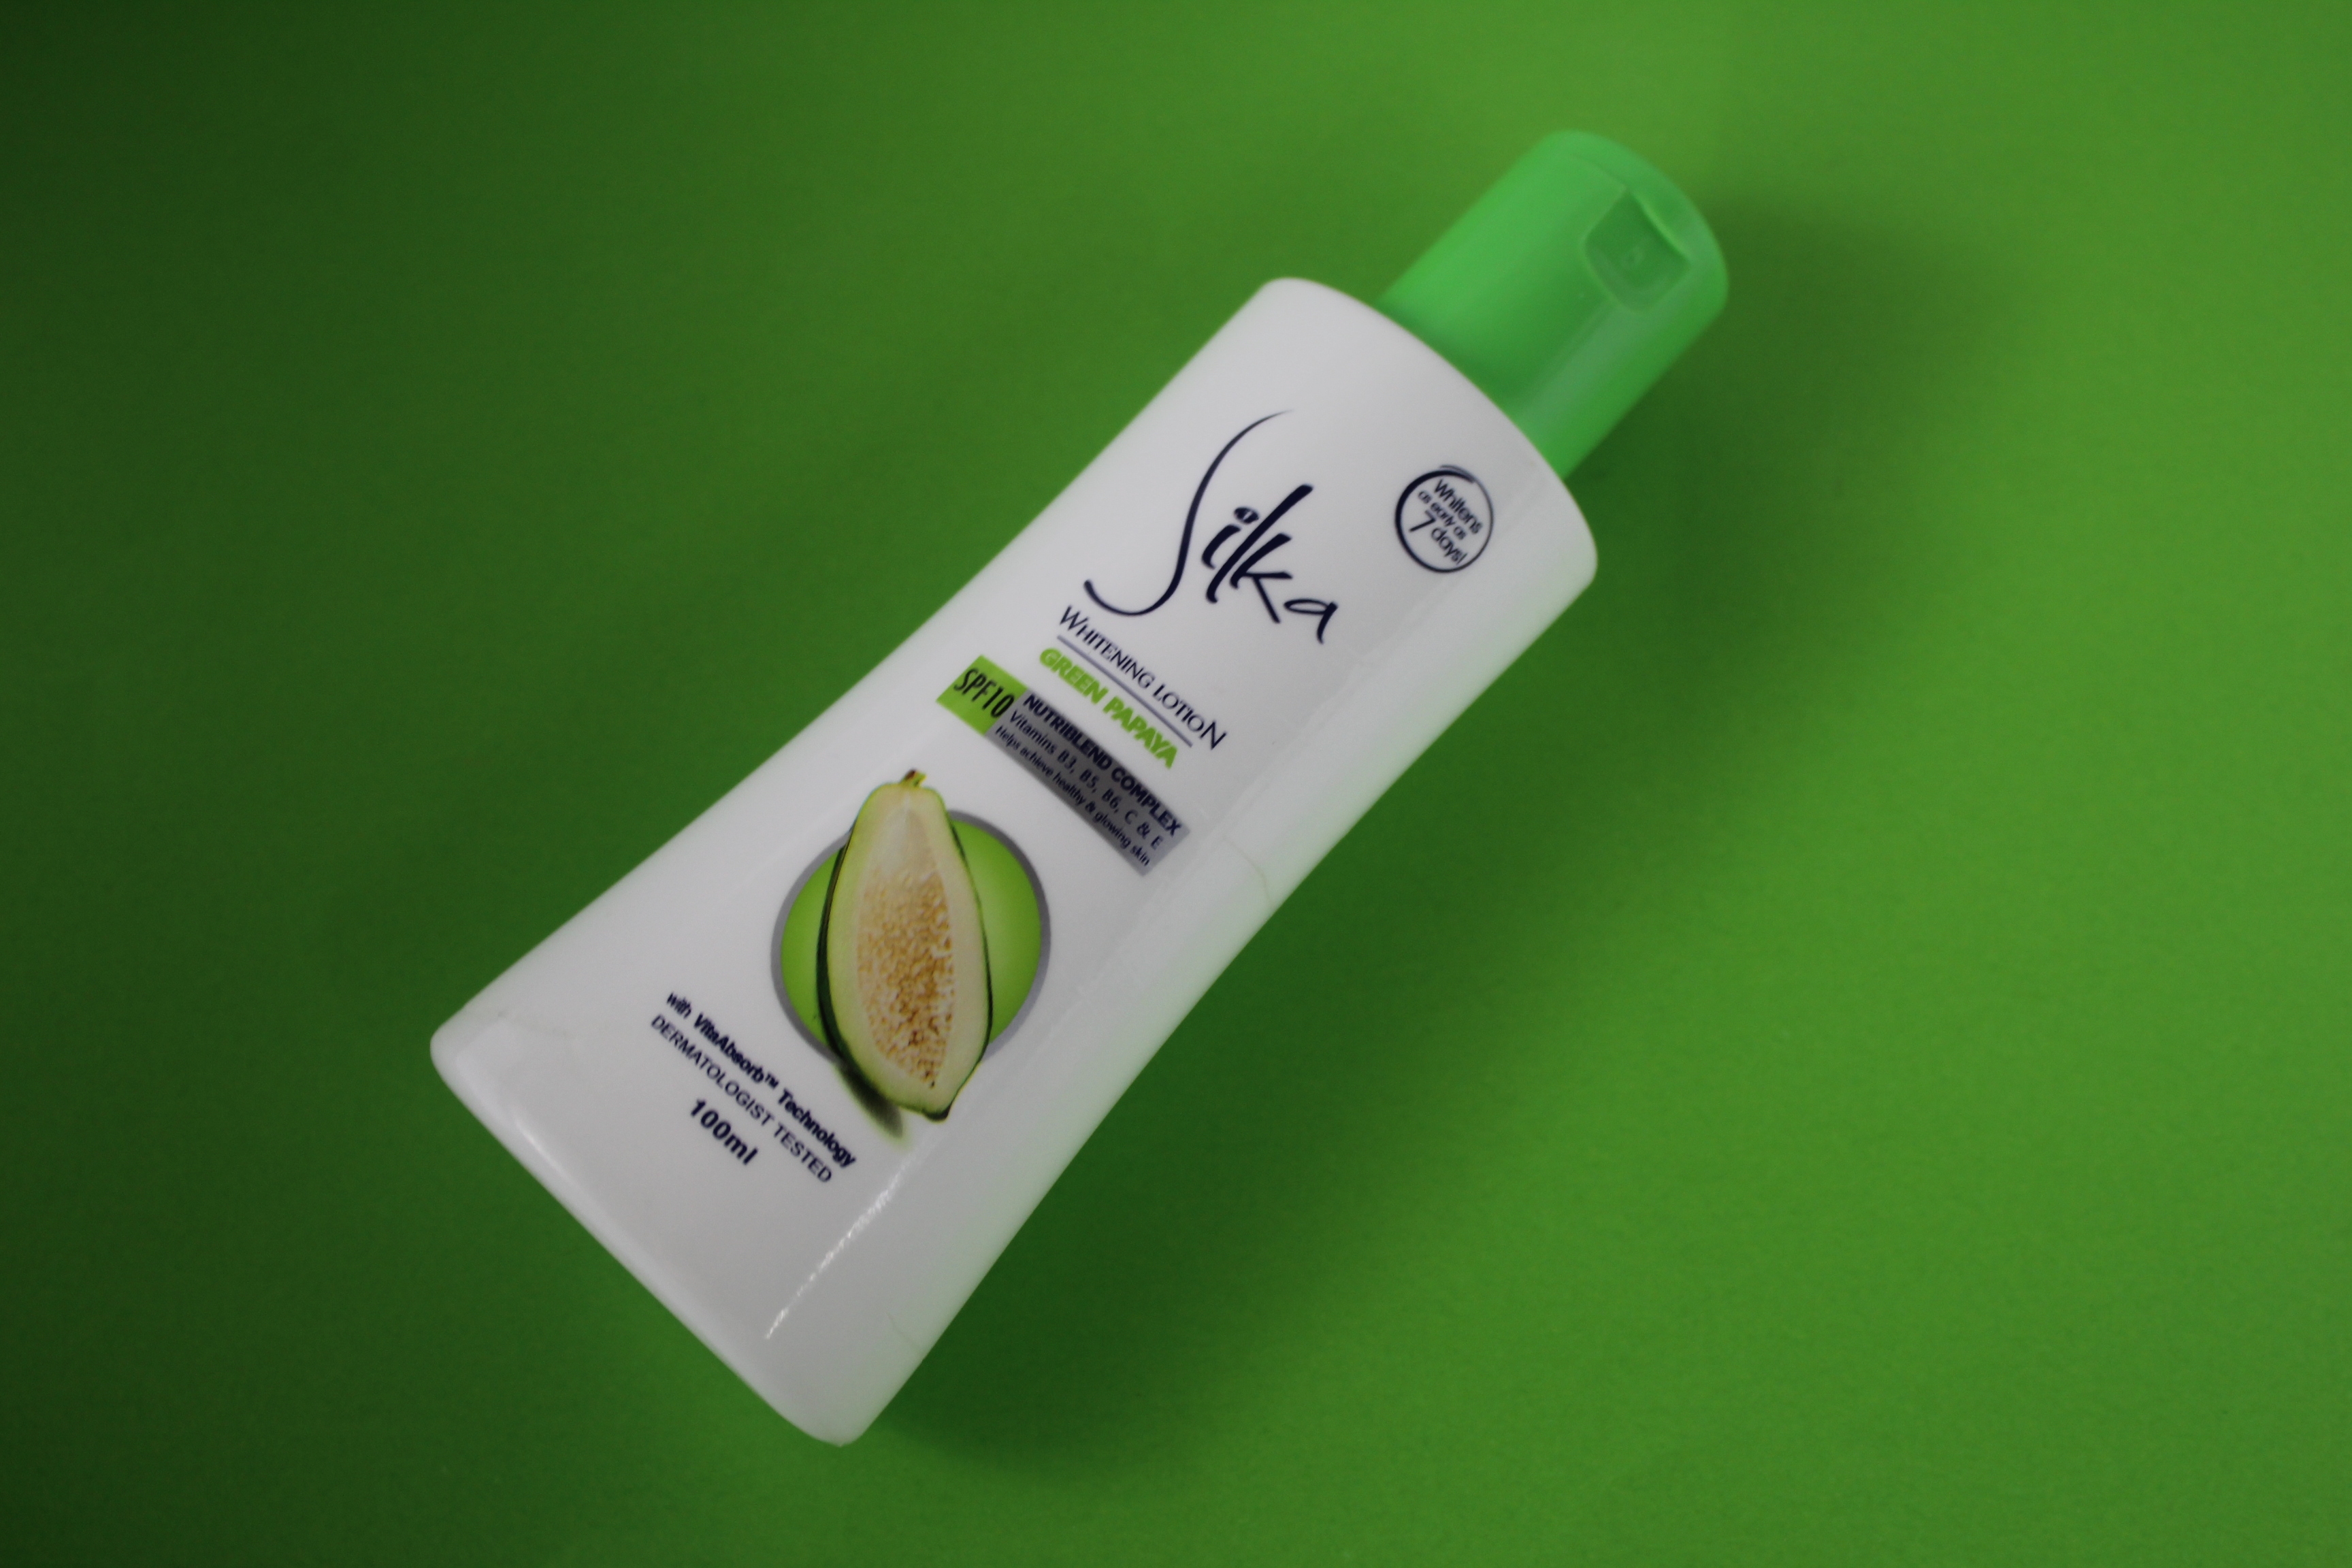 Whitens
as early as
7 days!
Silka
WHITENING LOTION
GREEN PAPAYA
SPF10
NUTRIBLEND COMPLEX
Vitamins B3, B5, B6, C & E
Helps achieve healthy & glowing skin
with VitaAbsorb™ Technology
DERMATOLOGIST TESTED
100ml